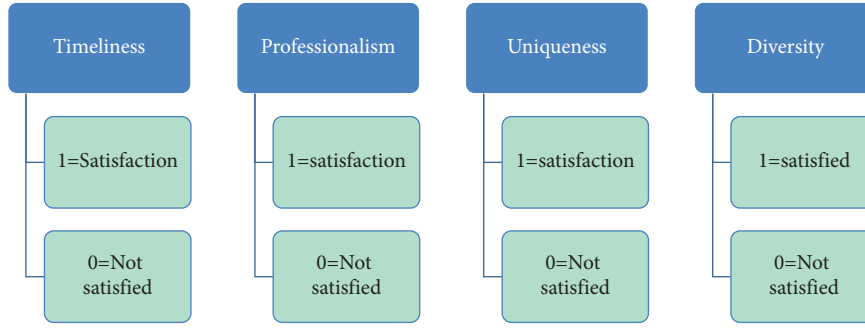 Timeliness
Professionalism
Uniqueness
Diversity
1=Satisfaction
1=satisfaction
1=satisfaction
1=satisfied
0=Not
satisfied
0=Not
satisfied
0=Not
satisfied
0=Not
satisfied